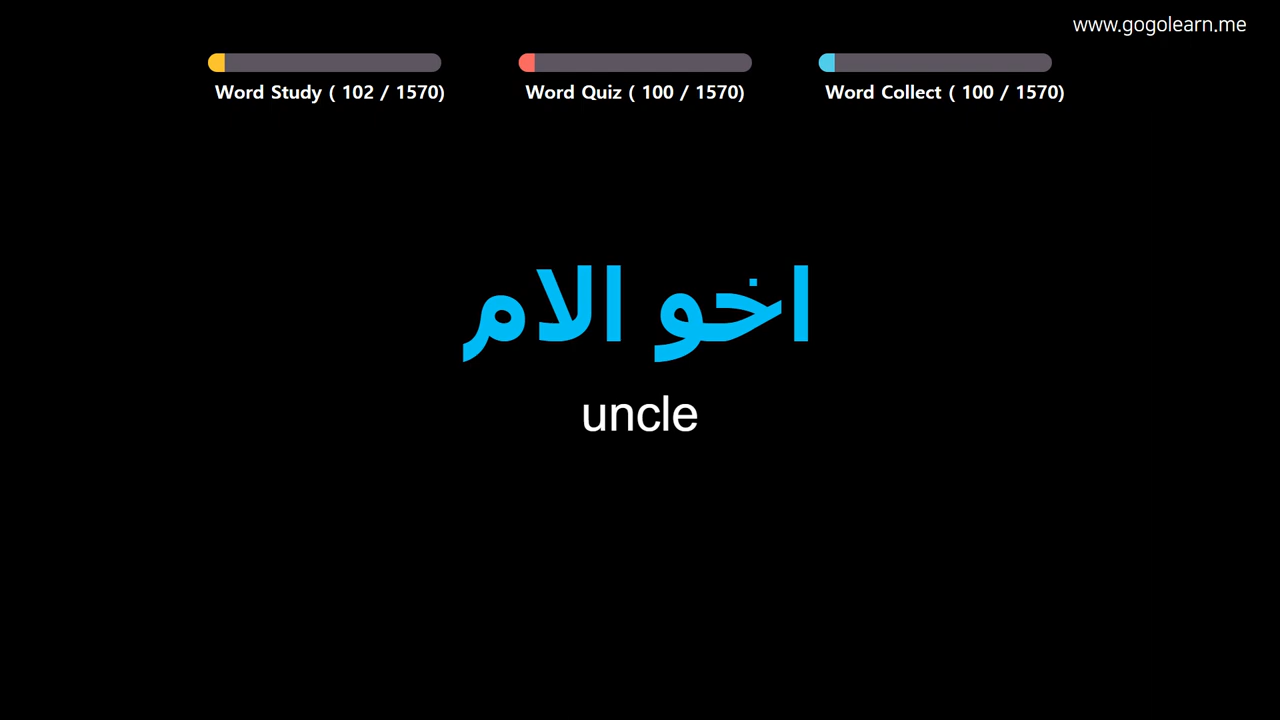 www.gogolearn.me
Word Study ( 102 / 1570)
Word Quiz ( 100 / 1570)
Word Collect ( 100 / 1570)
اخو الام
uncle